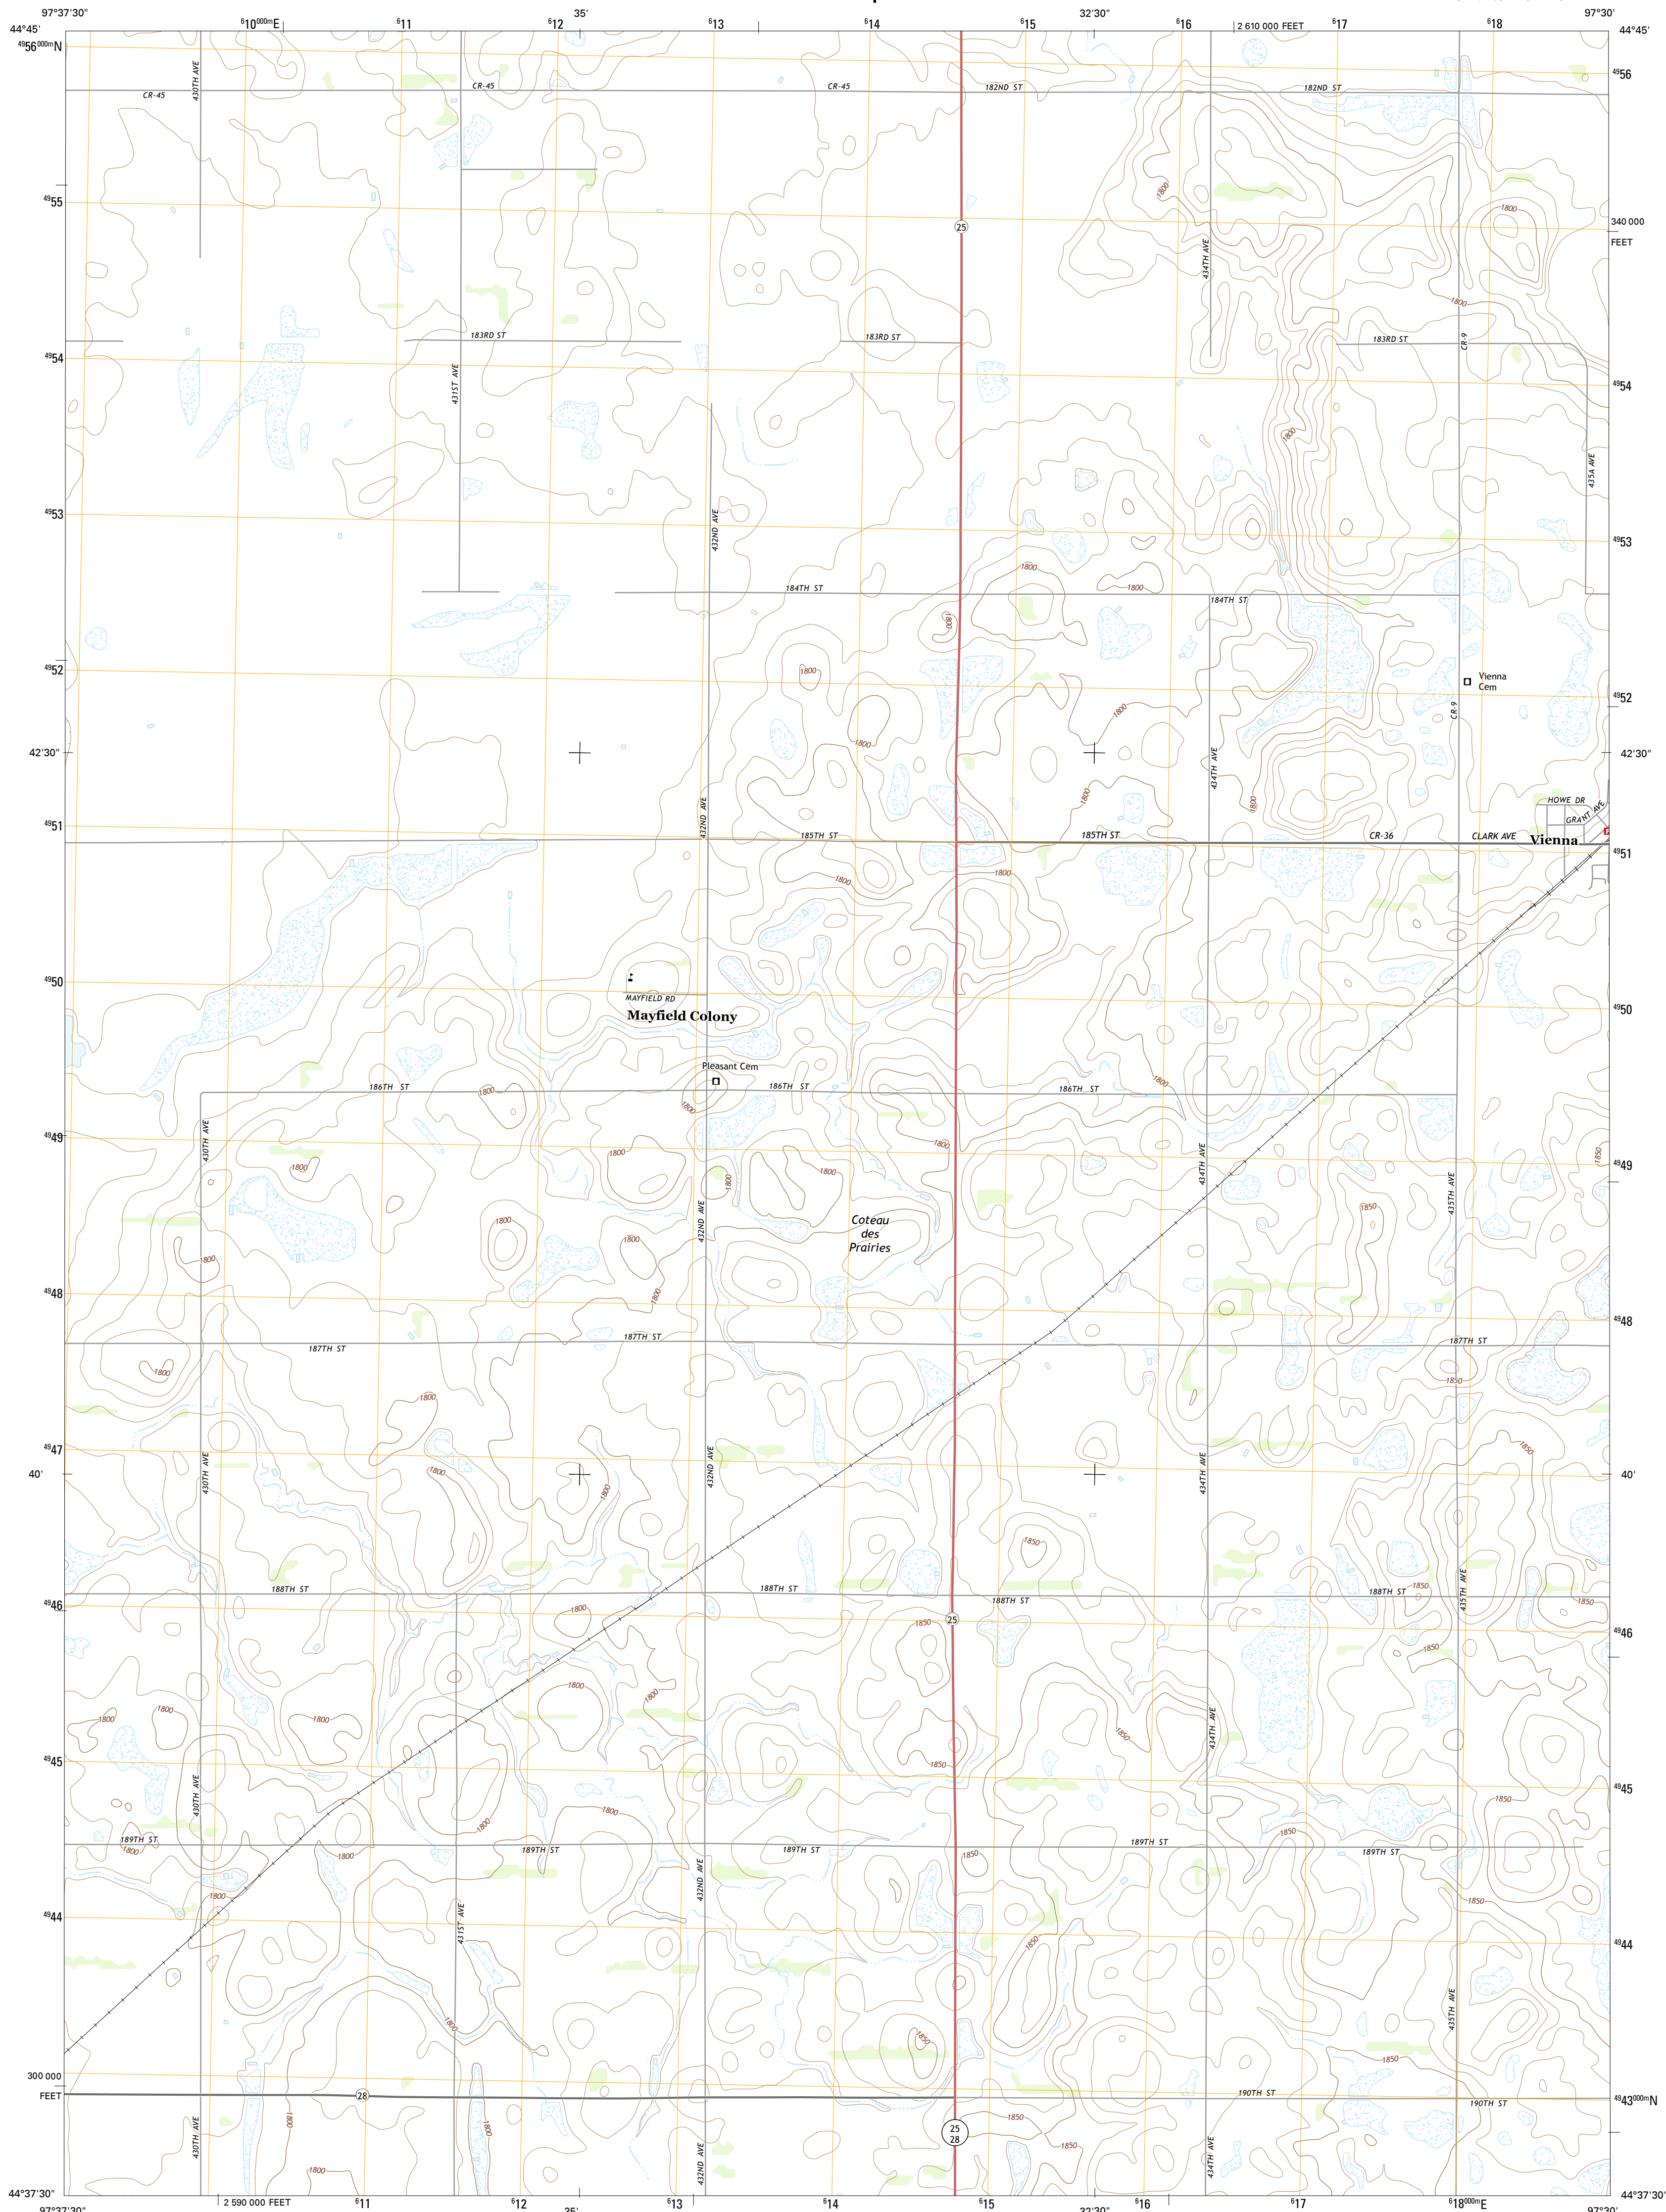 97°37'30"
⁶10⁰⁰⁰ᵐE
⁶11
⁶12
35'
⁶13
⁶14
⁶15
32'30"
⁶16
2 610 000 FEET
⁶17
⁶18
97°30'
44°45'
44°45'
⁴⁹56⁰⁰⁰ᵐN
⁴⁹56
430TH AVE
CR-45
CR-45
CR-45
182ND ST
182ND ST
1800
⁴⁹55
1800
340 000
FEET
25
434TH AVE
1800
183RD ST
183RD ST
183RD ST
CR-9
⁴⁹54
431ST AVE
⁴⁹54
1800
435A AVE
⁴⁹53
432ND AVE
⁴⁹53
1800
184TH ST
1800
184TH ST
1800
⁴⁹52
1800
Vienna
Cem
⁴⁹52
1800
CR-9
1800
42'30"
42'30"
434TH AVE
1800
1800
HOWE DR
GRANT AVE
⁴⁹51
432ND AVE
185TH ST
185TH ST
CR-36
CLARK AVE
Vienna
⁴⁹51
1800
1800
⁴⁹50
MAYFIELD RD
Mayfield Colony
⁴⁹50
Pleasant Cem
186TH ST
186TH ST
186TH ST
1800
1800
1800
⁴⁹49
430TH AVE
1800
1800
1850
⁴⁹49
1800
1800
1800
434TH AVE
435TH AVE
432ND AVE
1800
1850
Coteau
des
Prairies
1800
1800
1800
⁴⁹48
⁴⁹48
187TH ST
187TH ST
187TH ST
1800
1850
1800
⁴⁹47
430TH AVE
432ND AVE
434TH AVE
1850
40'
1800
1800
40'
1850
188TH ST
188TH ST
188TH ST
188TH ST
435TH AVE
1850
1850
⁴⁹46
1800
25
1850
1850
⁴⁹46
1800
1800
1800
1800
1800
1850
434TH AVE
⁴⁹45
1850
⁴⁹45
430TH AVE
1800
1800
1850
1850
189TH ST
1800
1800
189TH ST
189TH ST
189TH ST
189TH ST
1850
432ND AVE
1800
1850
⁴⁹44
431ST AVE
1850
⁴⁹44
1800
1850
435TH AVE
1850
300 000
FEET
28
190TH ST
190TH ST
⁴⁹43⁰⁰⁰ᵐN
430TH AVE
1800
1800
432ND AVE
1850
25
28
1850
434TH AVE
1800
44°37'30"
44°37'30"
97°37'30"
2 590 000 FEET
⁶11
⁶12
35'
⁶13
⁶14
⁶15
32'30"
⁶16
⁶17
⁶18⁰⁰⁰ᵐE
97°30'